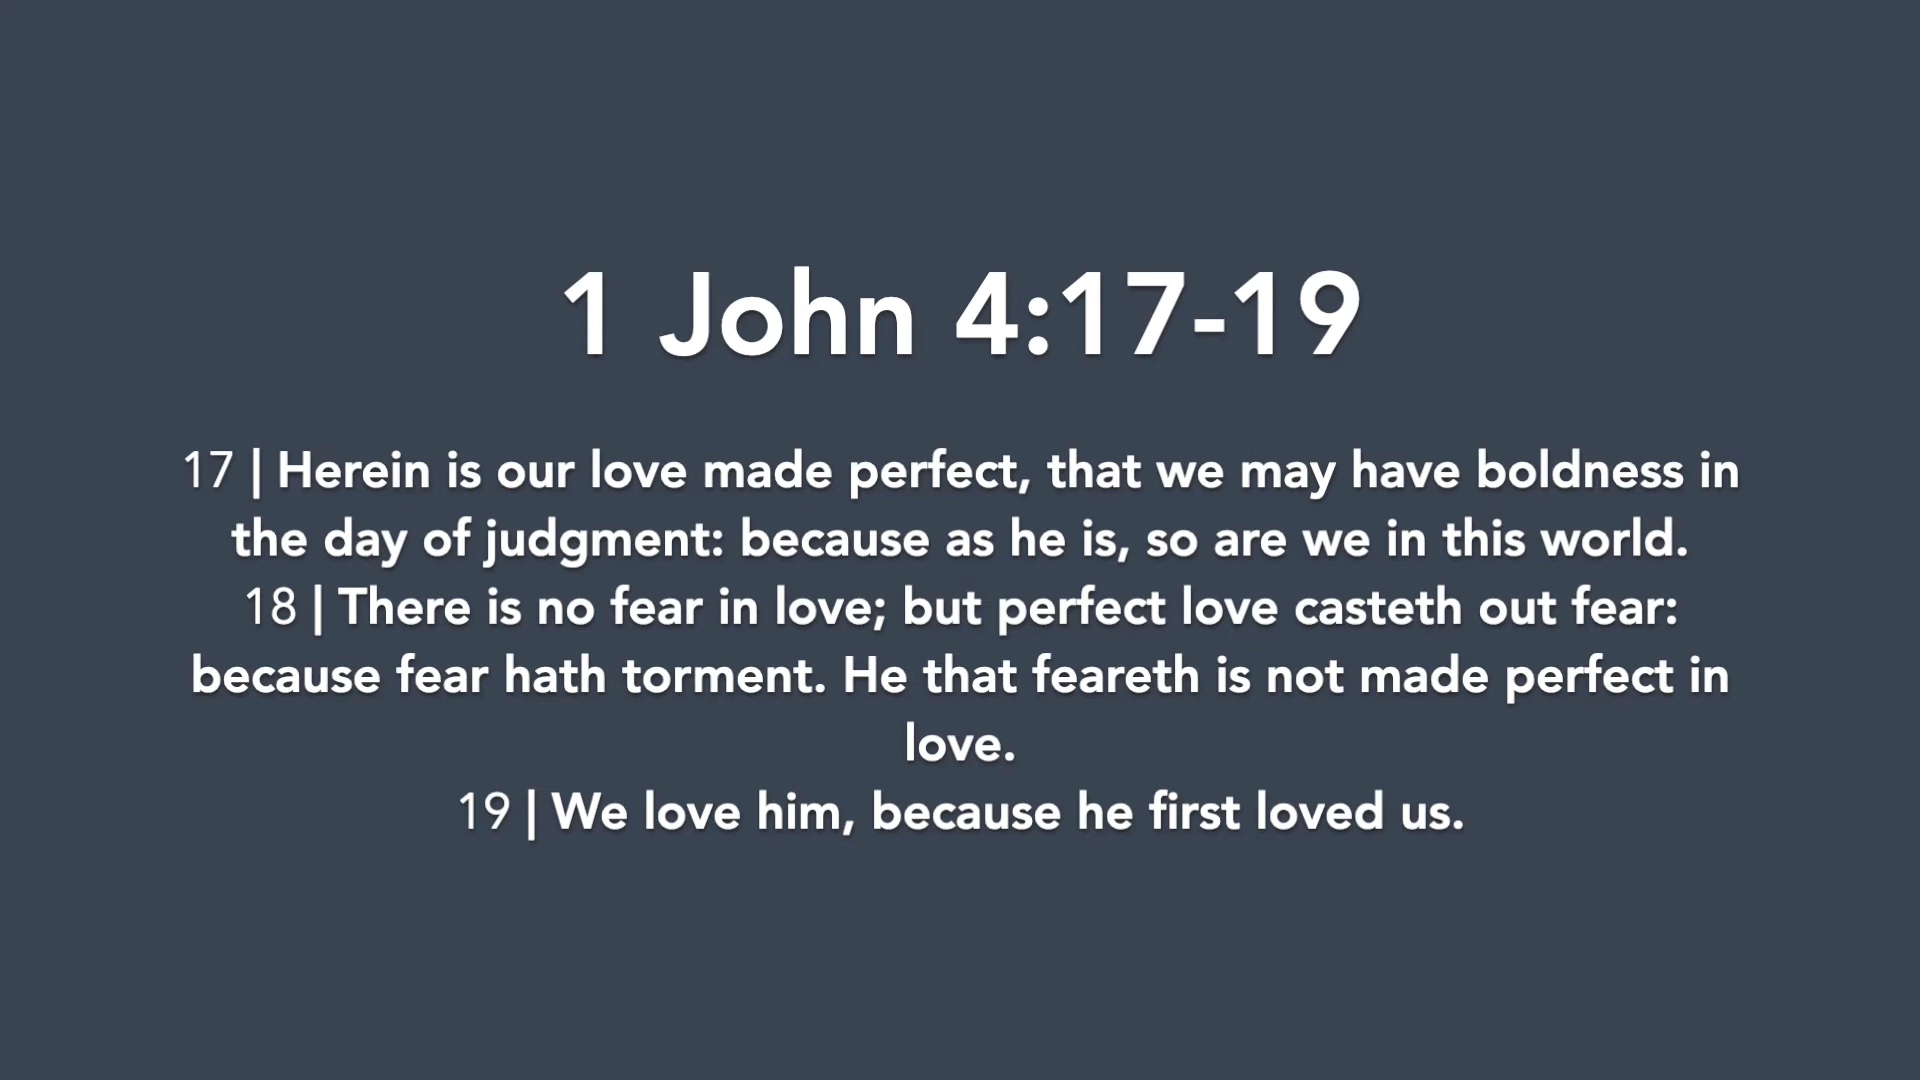 1 John 4:17-19
17 | Herein is our love made perfect, that we may have boldness in
the day of judgment: because as he is, so are we in this world.
18 | There is no fear in love; but perfect love casteth out fear:
because fear hath torment. He that feareth is not made perfect in
love.
19 | We love him, because he first loved us.